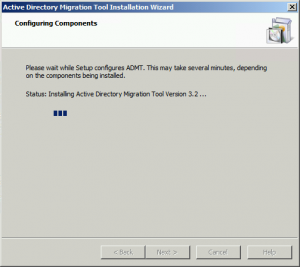 Active Directory Migration Tool Installation Wizard
Configuring Components
Please wait while Setup configures ADMT. This may take several minutes, depending
on the components being installed.
Status: Installing Active Directory Migration Tool Version 3.2 ...
< Back Next > Cancel Help